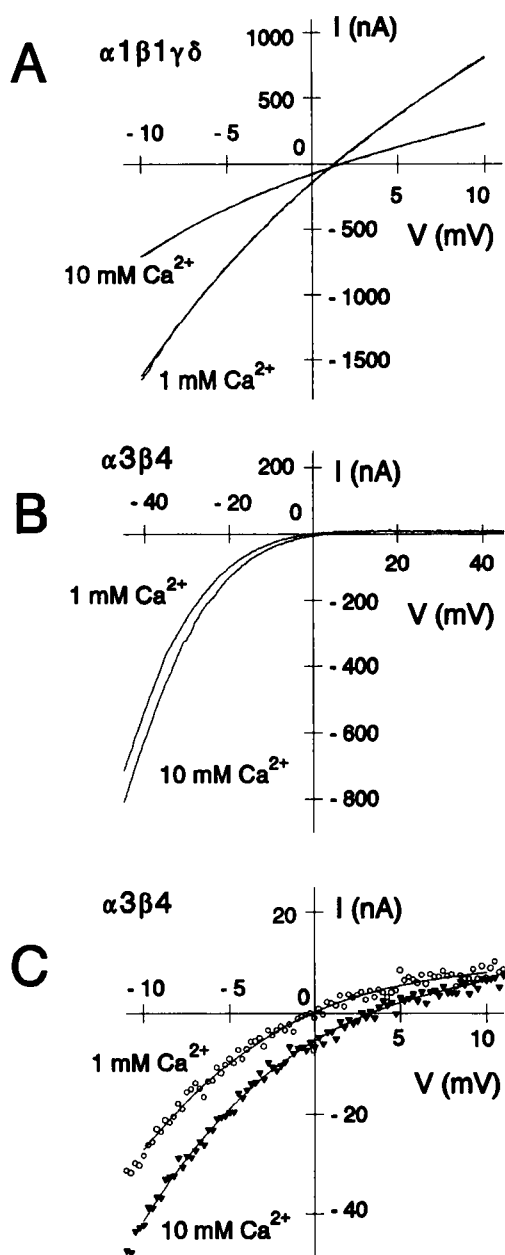 A
α1β1γδ
I (nA)
1000
500
- 10
- 5
0
5
10
V (mV)
- 500
- 1000
- 1500
10 mM Ca²⁺
1 mM Ca²⁺
B
α3β4
I (nA)
200
- 40
- 20
0
20
40
V (mV)
1 mM Ca²⁺
- 200
- 400
- 600
- 800
10 mM Ca²⁺
C
α3β4
I (nA)
20
- 10
- 5
0
5
10
V (mV)
1 mM Ca²⁺
- 20
- 40
10 mM Ca²⁺